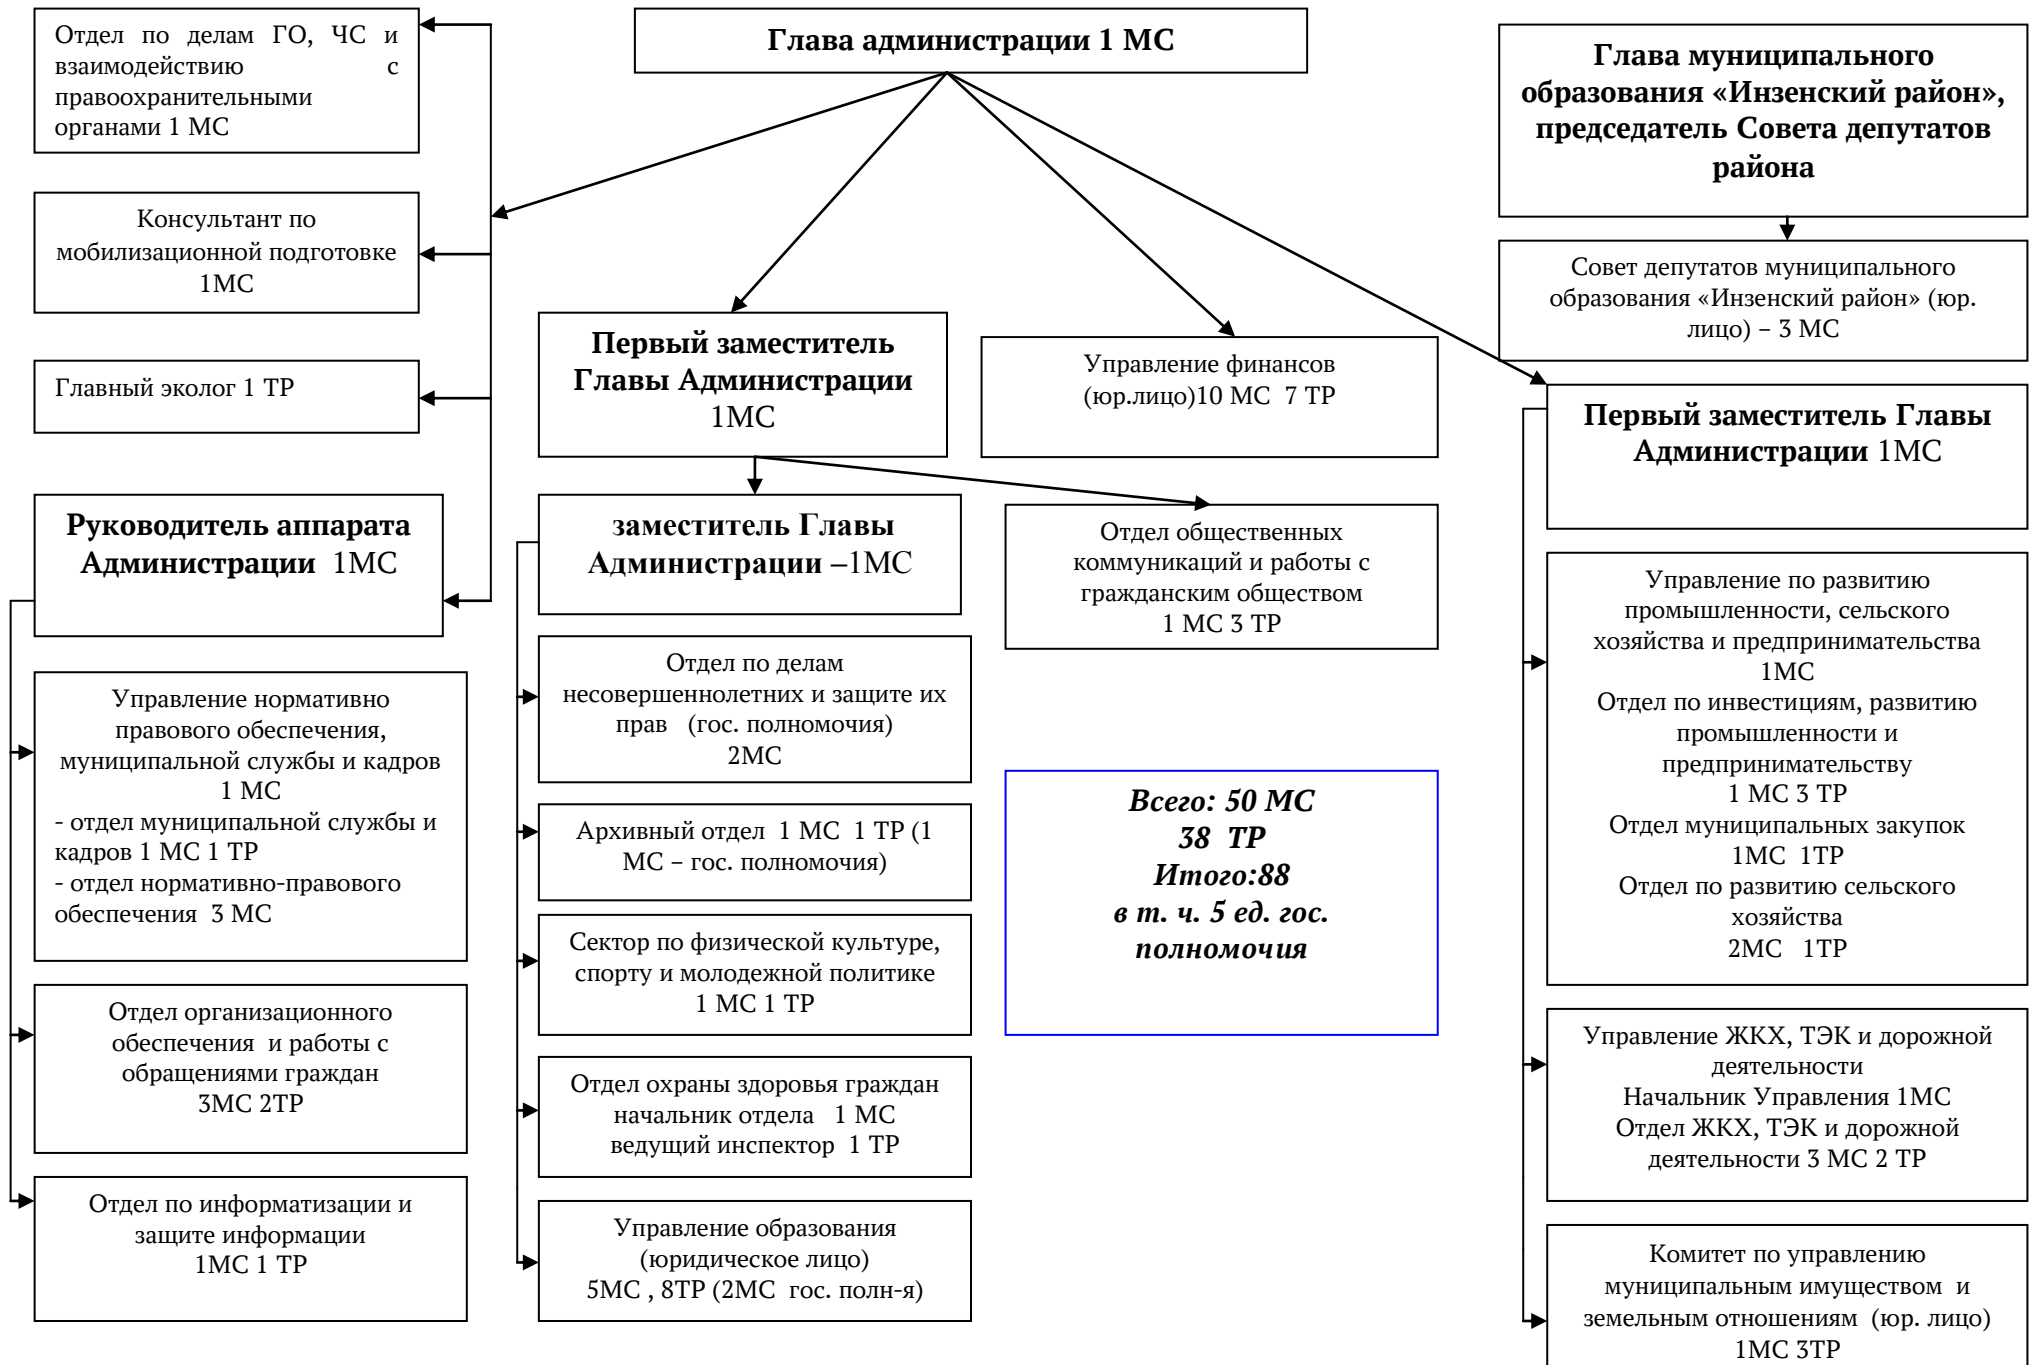 Отдел по делам ГО, ЧС и
взаимодействию с
правоохранительными
органами 1 МС
Глава администрации 1 МС
Глава муниципального
образования «Инзенский район»,
председатель Совета депутатов
района
Консультант по
мобилизационной подготовке
1МС
Совет депутатов муниципального
образования «Инзенский район» (юр.
лицо) – 3 МС
Главный эколог 1 ТР
Первый заместитель
Главы Администрации
1МС
Управление финансов
(юр.лицо)10 МС 7 ТР
Первый заместитель Главы
Администрации 1МС
Руководитель аппарата
Администрации 1МС
заместитель Главы
Администрации –1МС
Отдел общественных
коммуникаций и работы с
гражданским обществом
1 МС 3 ТР
Управление нормативно
правового обеспечения,
муниципальной службы и кадров
1 МС
- отдел муниципальной службы и
кадров 1 МС 1 ТР
- отдел нормативно-правового
обеспечения 3 МС
Отдел организационного
обеспечения и работы с
обращениями граждан
3МС 2ТР
Отдел по информатизации и
защите информации
1МС 1 ТР
Отдел по делам
несовершеннолетних и защите их
прав (гос. полномочия)
2МС
Архивный отдел 1 МС 1 ТР (1
МС – гос. полномочия)
Сектор по физической культуре,
спорту и молодежной политике
1 МС 1 ТР
Отдел охраны здоровья граждан
начальник отдела 1 МС
ведущий инспектор 1 ТР
Управление образования
(юридическое лицо)
5МС , 8ТР (2МС гос. полн-я)
Всего: 50 МС
38 ТР
Итого:88
в т. ч. 5 ед. гос.
полномочия
Управление по развитию
промышленности, сельского
хозяйства и предпринимательства
1МС
Отдел по инвестициям, развитию
промышленности и
предпринимательству
1 МС 3 ТР
Отдел муниципальных закупок
1МС 1ТР
Отдел по развитию сельского
хозяйства
2МС 1ТР
Управление ЖКХ, ТЭК и дорожной
деятельности
Начальник Управления 1МС
Отдел ЖКХ, ТЭК и дорожной
деятельности 3 МС 2 ТР
Комитет по управлению
муниципальным имуществом и
земельным отношениям (юр. лицо)
1МС 3ТР